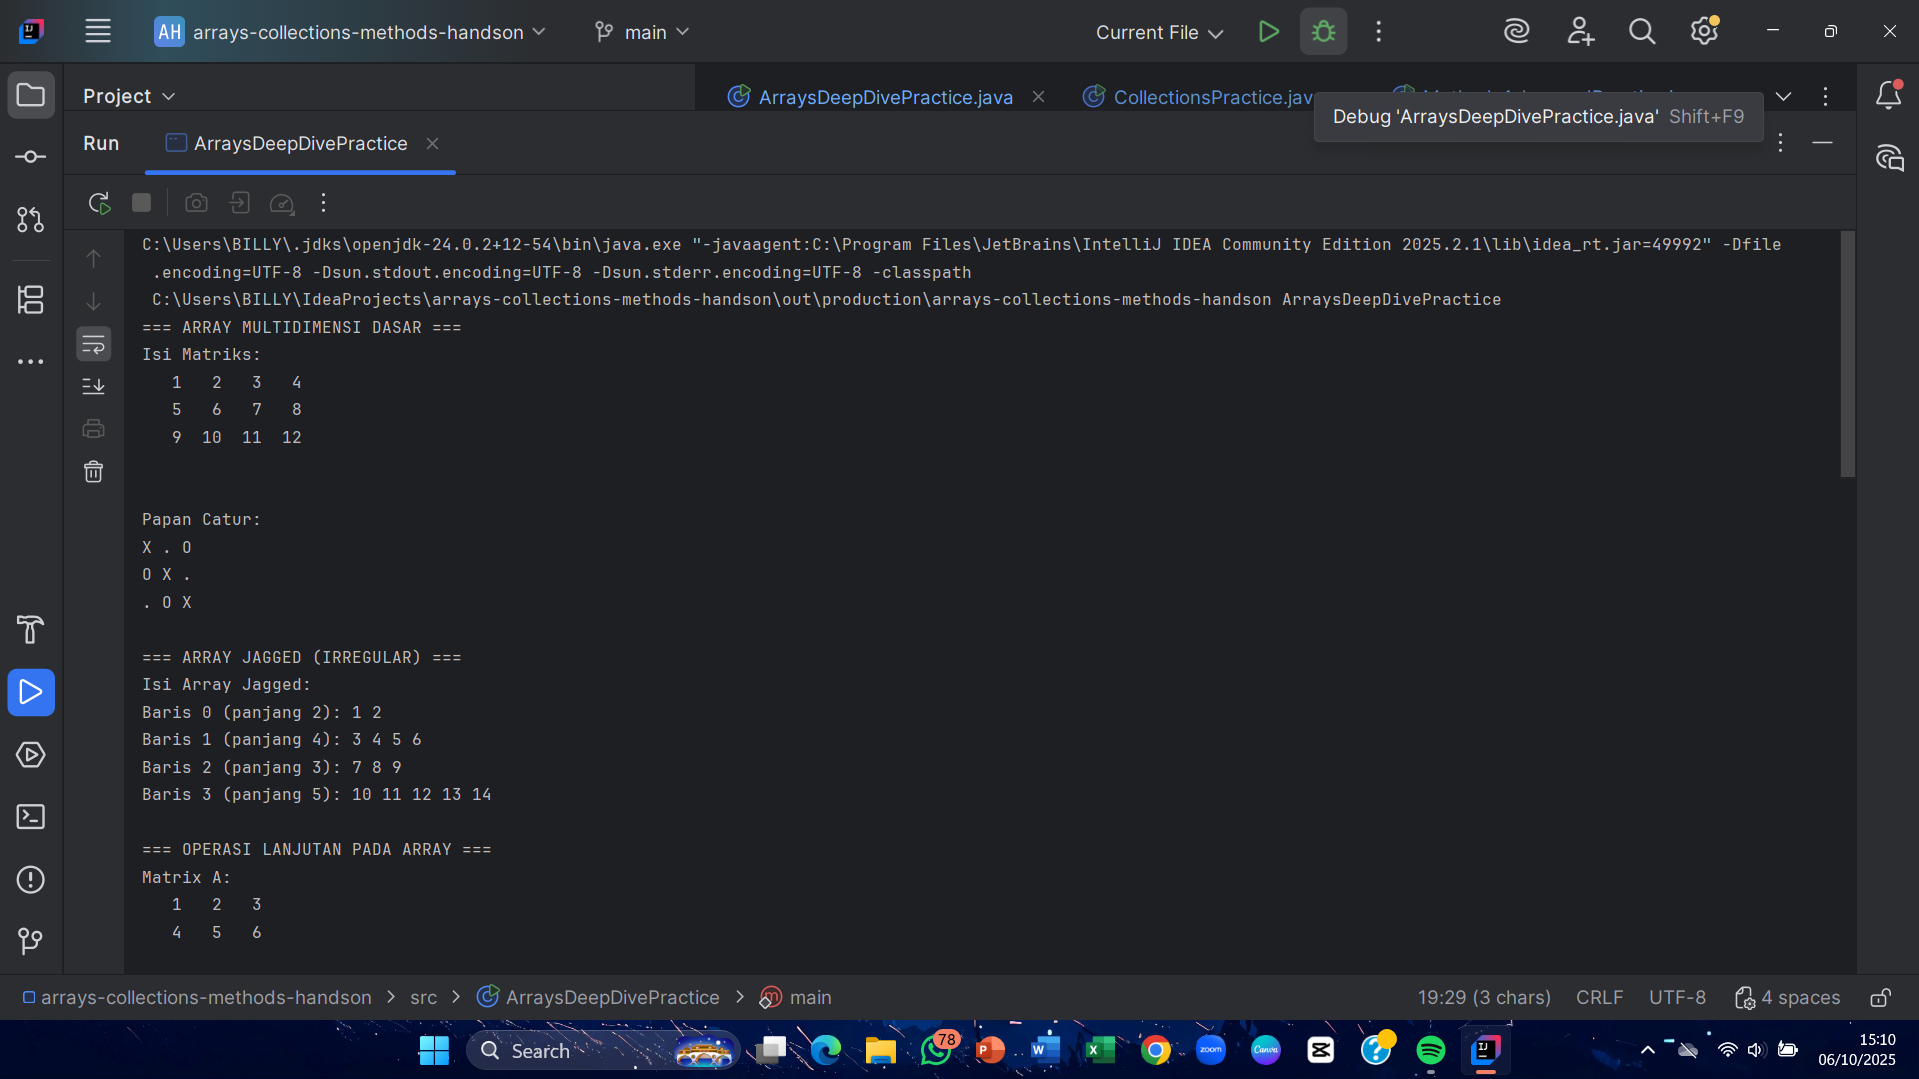 AH arrays-collections-methods-handson main Current File
Project ArraysDeepDivePractice.java CollectionsPractice.jav
Debug 'ArraysDeepDivePractice.java' Shift+F9
Run ArraysDeepDivePractice
C:\Users\BILLY\.jdks\openjdk-24.0.2+12-54\bin\java.exe "-javaagent:C:\Program Files\JetBrains\IntelliJ IDEA Community Edition 2025.2.1\lib\idea_rt.jar=49992" -Dfile
.encoding=UTF-8 -Dsun.stdout.encoding=UTF-8 -Dsun.stderr.encoding=UTF-8 -classpath
C:\Users\BILLY\IdeaProjects\arrays-collections-methods-handson\out\production\arrays-collections-methods-handson ArraysDeepDivePractice
=== ARRAY MULTIDIMENSI DASAR ===
Isi Matriks:
1 2 3 4
5 6 7 8
9 10 11 12
Papan Catur:
X . O
O X .
. O X
=== ARRAY JAGGED (IRREGULAR) ===
Isi Array Jagged:
Baris 0 (panjang 2): 1 2
Baris 1 (panjang 4): 3 4 5 6
Baris 2 (panjang 3): 7 8 9
Baris 3 (panjang 5): 10 11 12 13 14
=== OPERASI LANJUTAN PADA ARRAY ===
Matrix A:
1 2 3
4 5 6
arrays-collections-methods-handson > src > ArraysDeepDivePractice > m main 19:29 (3 chars) CRLF UTF-8 4 spaces
Search 78 zoom Canva 15:10
06/10/2025